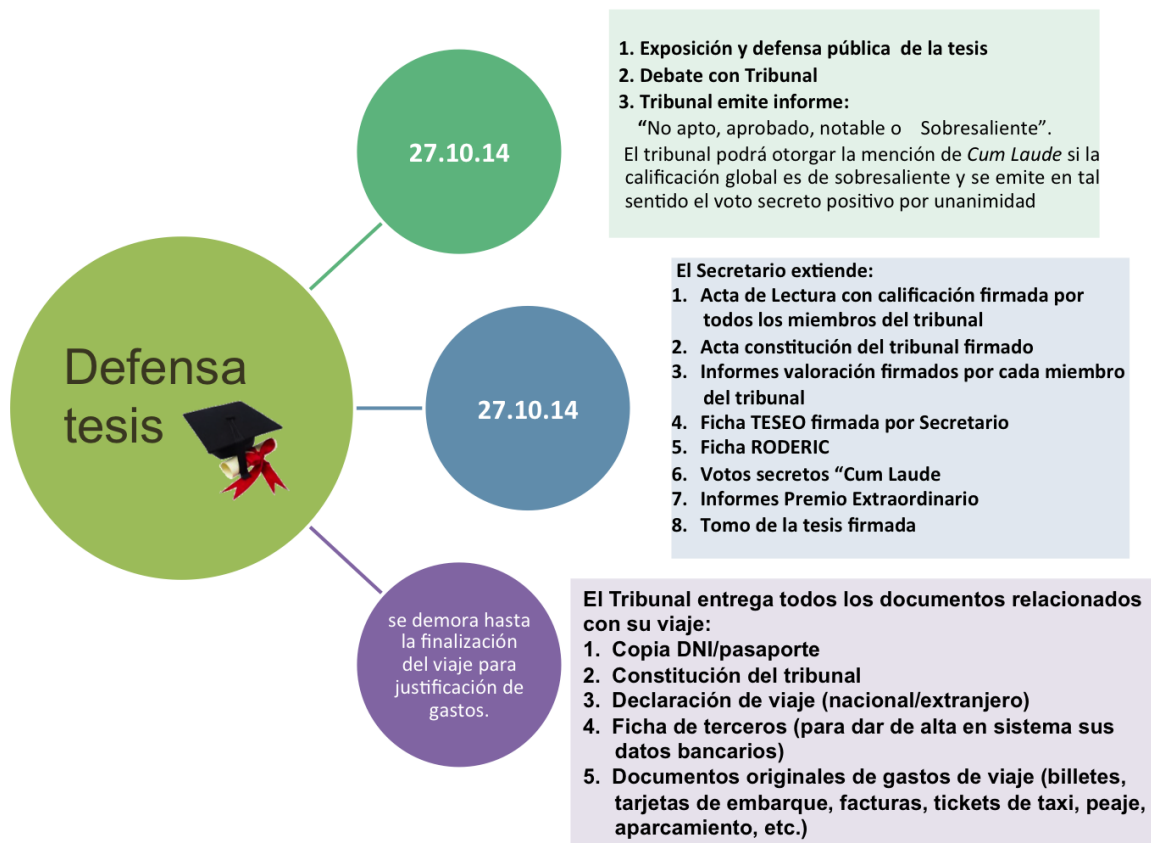 Defensa
tesis
27.10.14
1. Exposición y defensa pública de la tesis
2. Debate con Tribunal
3. Tribunal emite informe:
“No apto, aprobado, notable o Sobresaliente”.
El tribunal podrá otorgar la mención de Cum Laude si la
calificación global es de sobresaliente y se emite en tal
sentido el voto secreto positivo por unanimidad
27.10.14
El Secretario extiende:
1. Acta de Lectura con calificación firmada por
todos los miembros del tribunal
2. Acta constitución del tribunal firmado
3. Informes valoración firmados por cada miembro
del tribunal
4. Ficha TESEO firmada por Secretario
5. Ficha RODERIC
6. Votos secretos “Cum Laude
7. Informes Premio Extraordinario
8. Tomo de la tesis firmada
se demora hasta
la finalización
del viaje para
justificación de
gastos.
El Tribunal entrega todos los documentos relacionados
con su viaje:
1. Copia DNI/pasaporte
2. Constitución del tribunal
3. Declaración de viaje (nacional/extranjero)
4. Ficha de terceros (para dar de alta en sistema sus
datos bancarios)
5. Documentos originales de gastos de viaje (billetes,
tarjetas de embarque, facturas, tickets de taxi, peaje,
aparcamiento, etc.)